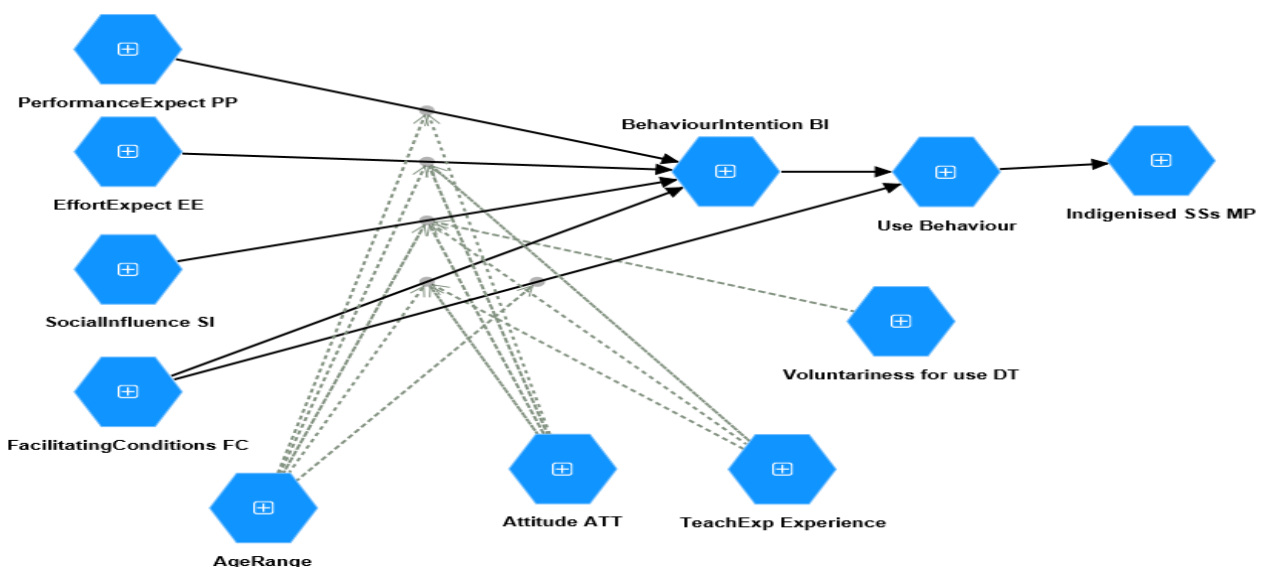 PerformanceExpect PP
BehaviourIntention BI
EffortExpect EE
Indigenised SSs MP
Use Behaviour
SocialInfluence SI
Voluntariness for use DT
FacilitatingConditions FC
Attitude ATT
TeachExp Experience
AgeRange